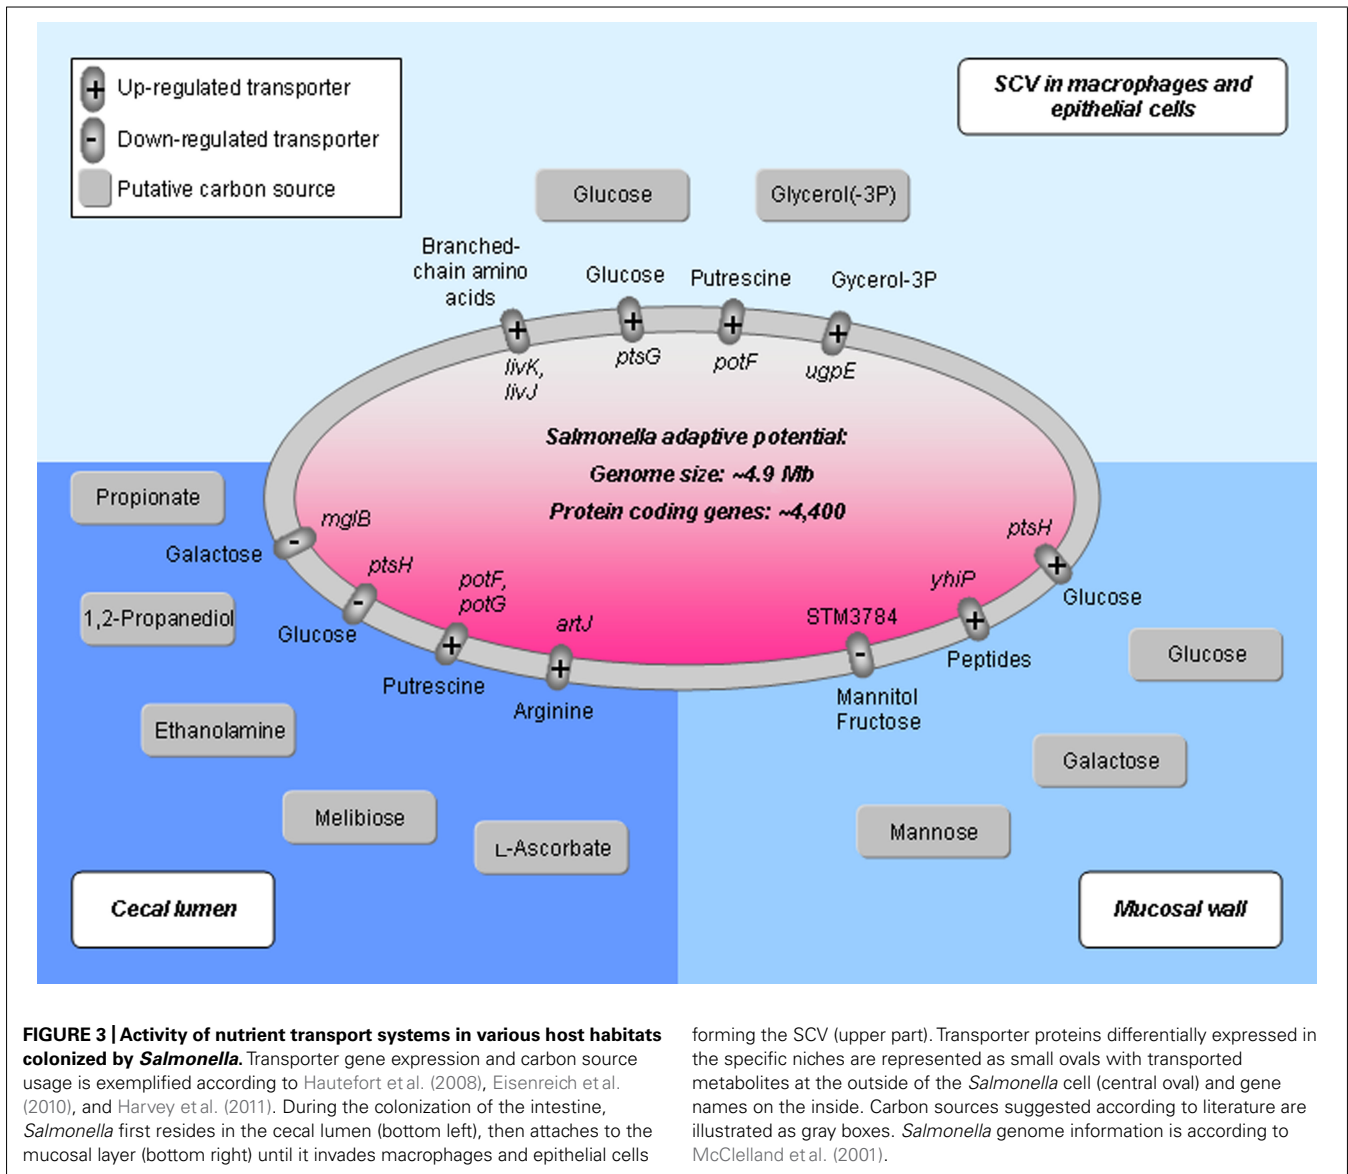 + Up-regulated transporter
- Down-regulated transporter
Putative carbon source
SCV in macrophages and
epithelial cells
Glucose
Glycerol(-3P)
Branched-
chain amino
acids
Glucose
Putrescine
Gycerol-3P
+
+
+
+
livK,
livJ
ptsG
potF
ugpE
Salmonella adaptive potential:
Genome size: ~4.9 Mb
Protein coding genes: ~4,400
Propionate
mglB
-
Galactose
ptsH
-
Glucose
1,2-Propanediol
potF,
potG
+
Putrescine
artJ
+
Arginine
Ethanolamine
Melibiose
L-Ascorbate
Cecal lumen
STM3784
-
Mannitol
Fructose
yhiP
+
Peptides
ptsH
+
Glucose
Glucose
Galactose
Mannose
Mucosal wall
FIGURE 3 | Activity of nutrient transport systems in various host habitats
colonized by Salmonella. Transporter gene expression and carbon source
usage is exemplified according to Hautefort et al. (2008), Eisenreich et al.
(2010), and Harvey et al. (2011). During the colonization of the intestine,
Salmonella first resides in the cecal lumen (bottom left), then attaches to the
mucosal layer (bottom right) until it invades macrophages and epithelial cells
forming the SCV (upper part). Transporter proteins differentially expressed in
the specific niches are represented as small ovals with transported
metabolites at the outside of the Salmonella cell (central oval) and gene
names on the inside. Carbon sources suggested according to literature are
illustrated as gray boxes. Salmonella genome information is according to
McClelland et al. (2001).